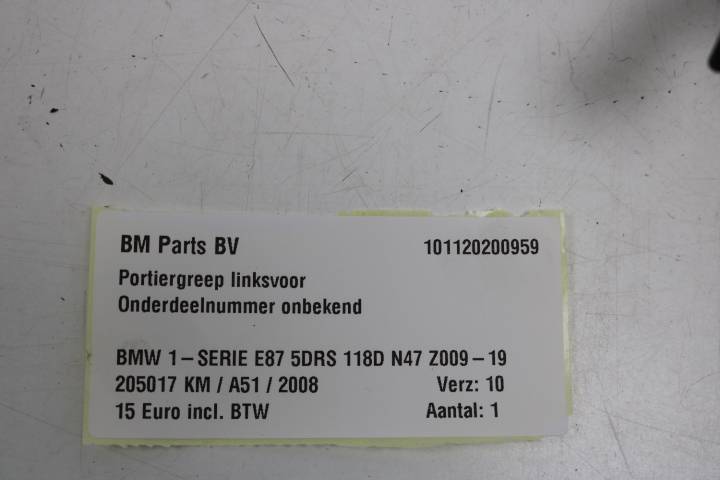 BM Parts BV 101120200959
Portiergreep linksvoor
Onderdeelnummer onbekend
BMW 1-SERIE E87 5DRS 118D N47 Z009-19
205017 KM / A51 / 2008 Verz: 10
15 Euro incl. BTW Aantal: 1